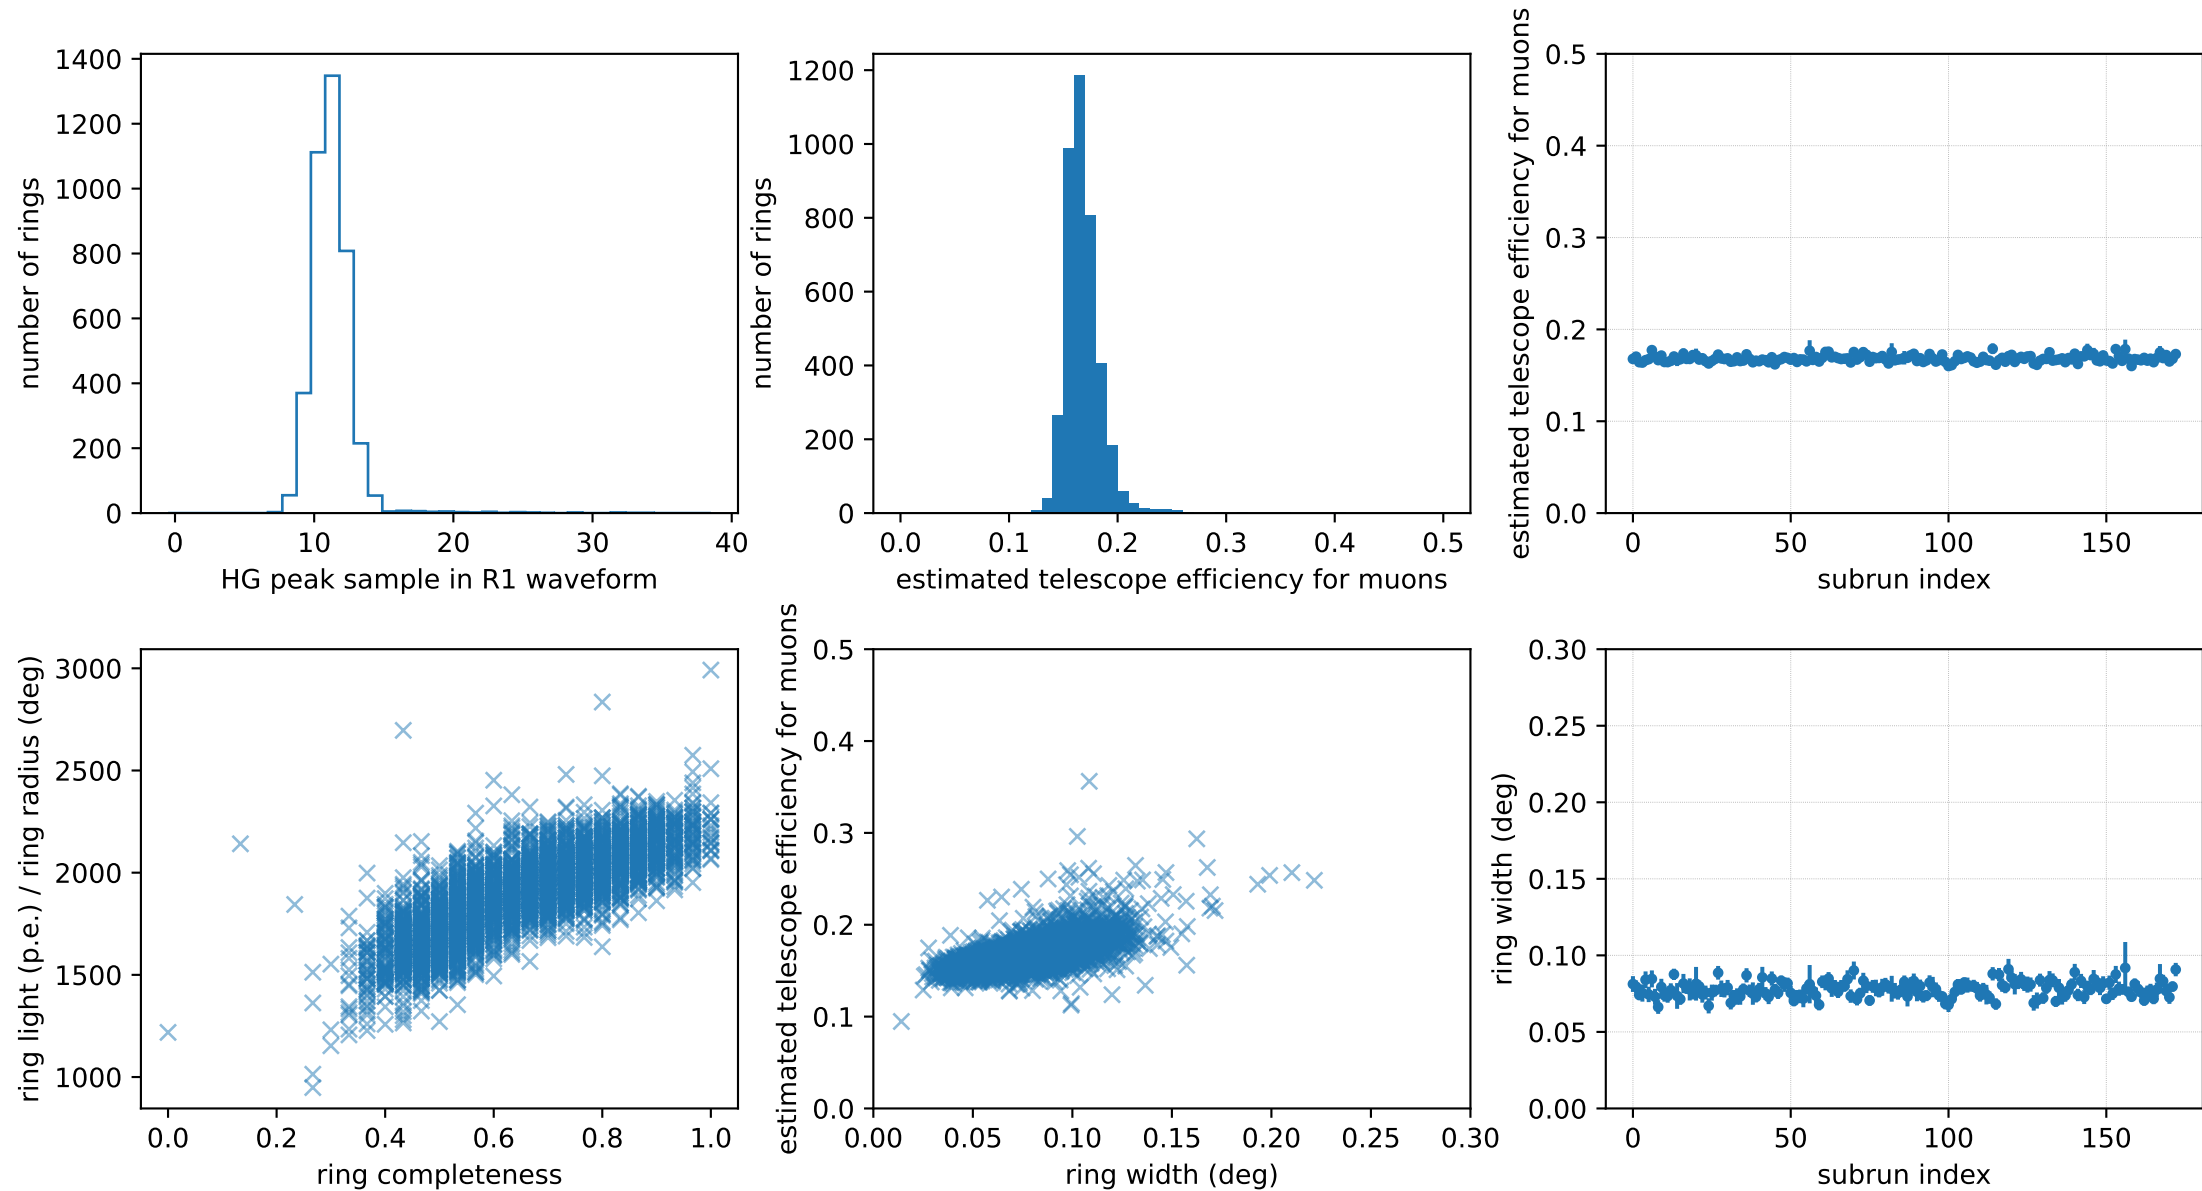 number of rings
1400
1200
1000
800
600
400
200
0
0 10 20 30 40
HG peak sample in R1 waveform
number of rings
1200
1000
800
600
400
200
0
0.0 0.1 0.2 0.3 0.4 0.5
estimated telescope efficiency for muons
estimated telescope efficiency for muons
0.5
0.4
0.3
0.2
0.1
0.0
0 50 100 150
subrun index
ring light (p.e.) / ring radius (deg)
3000
2500
2000
1500
1000
0.0 0.2 0.4 0.6 0.8 1.0
ring completeness
estimated telescope efficiency for muons
0.5
0.4
0.3
0.2
0.1
0.0
0.00 0.05 0.10 0.15 0.20 0.25 0.30
ring width (deg)
ring width (deg)
0.30
0.25
0.20
0.15
0.10
0.05
0.00
0 50 100 150
subrun index